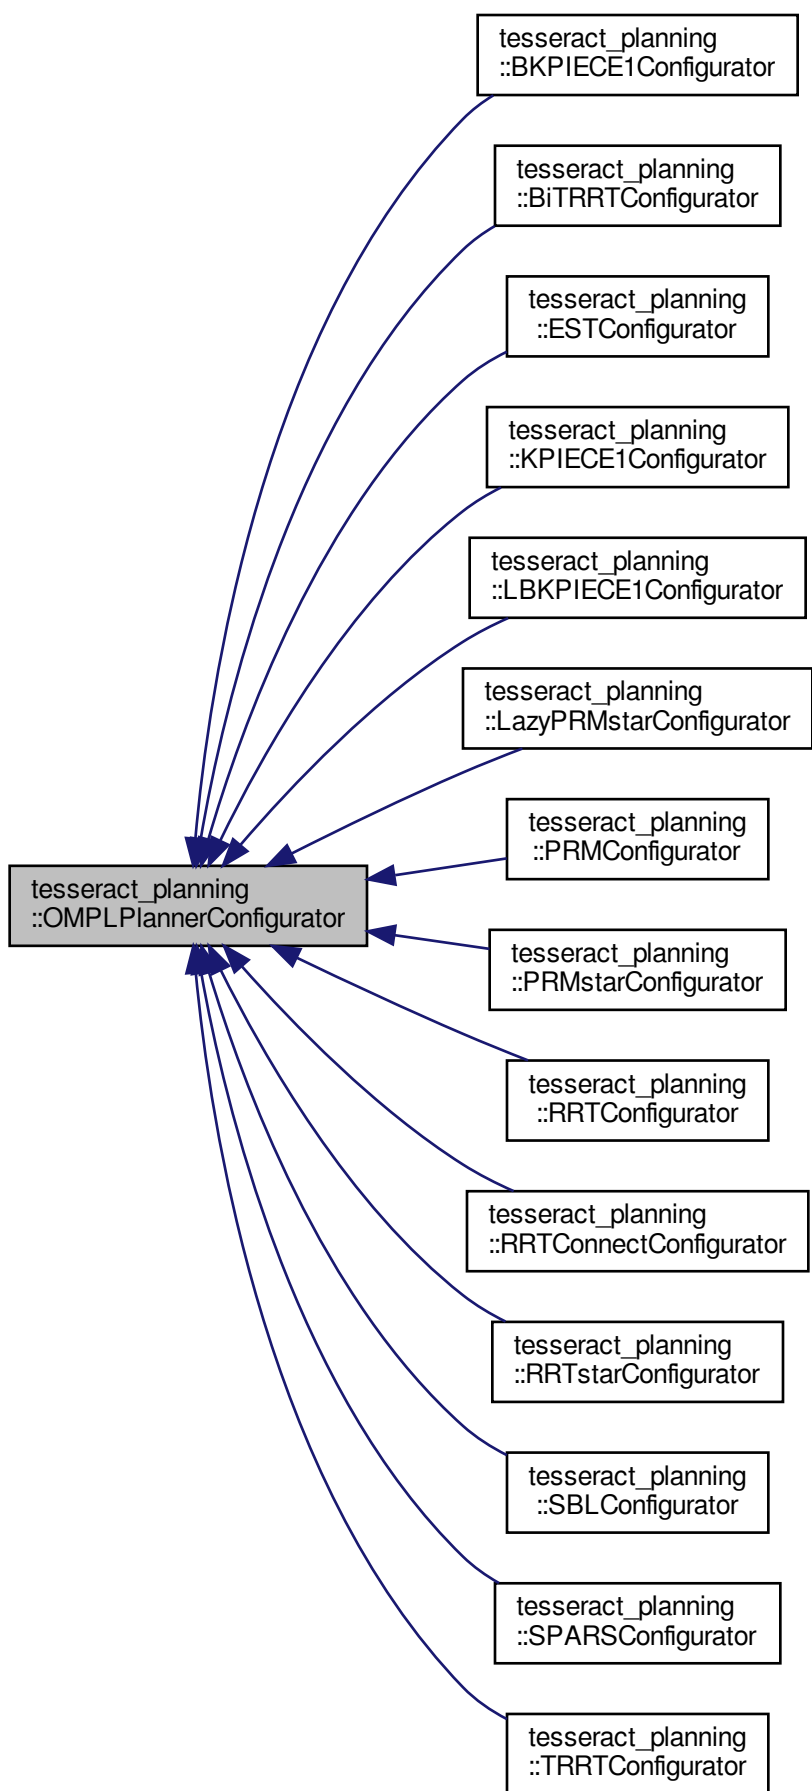 tesseract_planning
::BKPIECE1Configurator
tesseract_planning
::BiTRRTConfigurator
tesseract_planning
::ESTConfigurator
tesseract_planning
::KPIECE1Configurator
tesseract_planning
::LBKPIECE1Configurator
tesseract_planning
::LazyPRMstarConfigurator
tesseract_planning
::PRMConfigurator
tesseract_planning
::OMPLPlannerConfigurator
tesseract_planning
::PRMstarConfigurator
tesseract_planning
::RRTConfigurator
tesseract_planning
::RRTConnectConfigurator
tesseract_planning
::RRTstarConfigurator
tesseract_planning
::SBLConfigurator
tesseract_planning
::SPARSConfigurator
tesseract_planning
::TRRTConfigurator